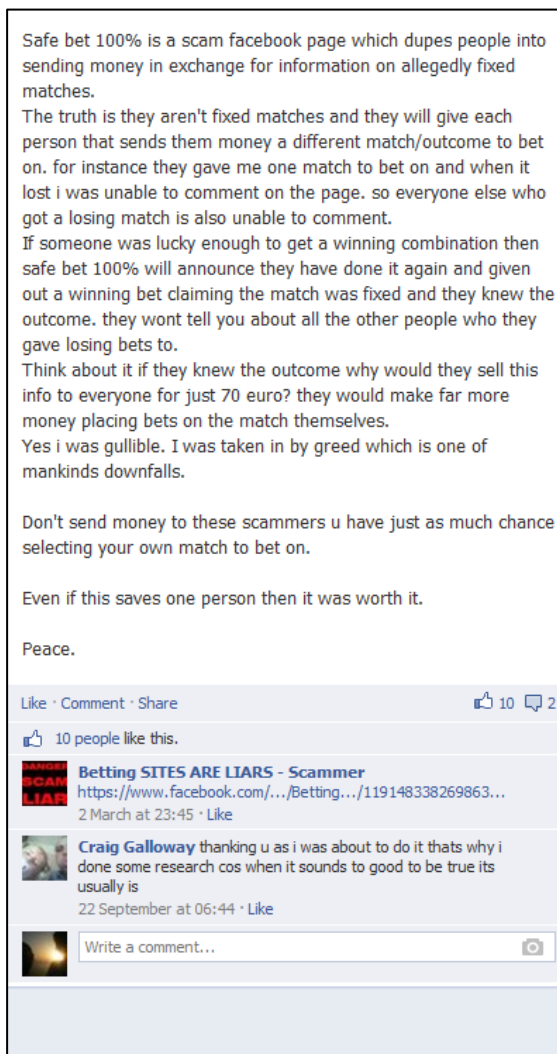 Safe bet 100% is a scam facebook page which dupes people into
sending money in exchange for information on allegedly fixed
matches.
The truth is they aren't fixed matches and they will give each
person that sends them money a different match/outcome to bet
on. for instance they gave me one match to bet on and when it
lost i was unable to comment on the page. so everyone else who
got a losing match is also unable to comment.
If someone was lucky enough to get a winning combination then
safe bet 100% will announce they have done it again and given
out a winning bet claiming the match was fixed and they knew the
outcome. they wont tell you about all the other people who they
gave losing bets to.
Think about it if they knew the outcome why would they sell this
info to everyone for just 70 euro? they would make far more
money placing bets on the match themselves.
Yes i was gullible. I was taken in by greed which is one of
mankinds downfalls.
Don't send money to these scammers u have just as much chance
selecting your own match to bet on.
Even if this saves one person then it was worth it.
Peace.
Like · Comment · Share 10 2
10 people like this.
DANGER
SCAM
LIAR
Betting SITES ARE LIARS - Scammer
https://www.facebook.com/.../Betting.../119148338269863...
2 March at 23:45 · Like
Craig Galloway thanking u as i was about to do it thats why i
done some research cos when it sounds to good to be true its
usually is
22 September at 06:44 · Like
Write a comment...